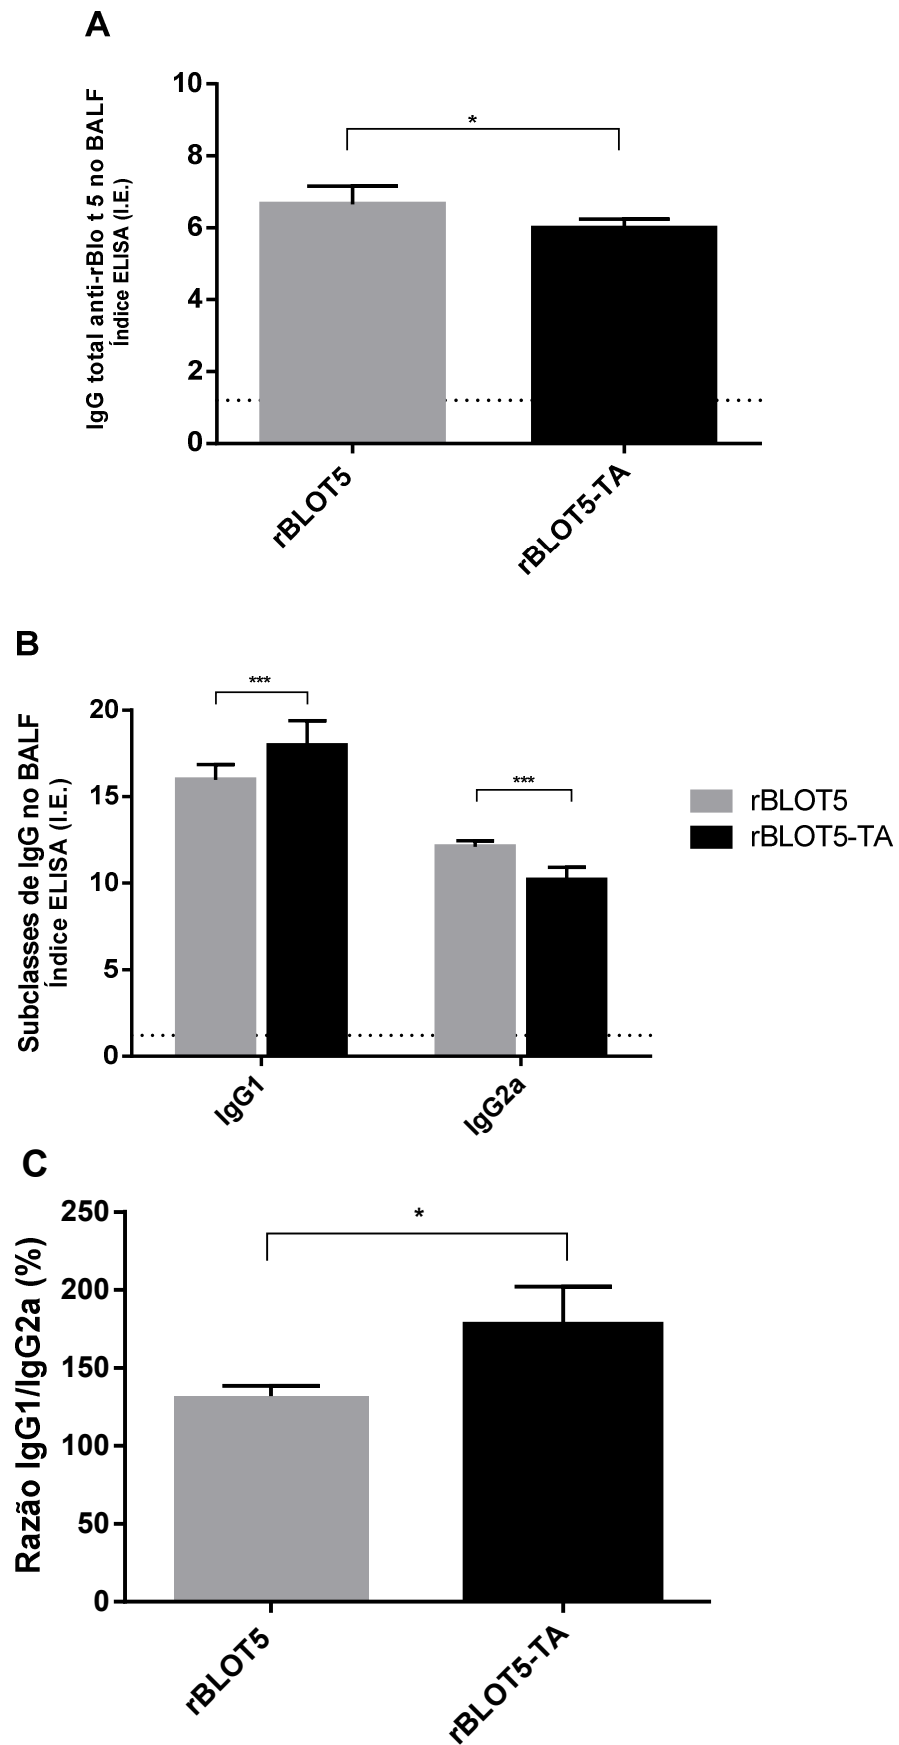 A
IgG total anti-rBlo t 5 no BALF
Índice ELISA (I.E.)
10
8
6
4
2
0
*
rBLOT5
rBLOT5-TA
B
Subclasses de IgG no BALF
Índice ELISA (I.E.)
20
15
10
5
0
***
***
IgG1
IgG2a
rBLOT5
rBLOT5-TA
C
Razão IgG1/IgG2a (%)
250
200
150
100
50
0
*
rBLOT5
rBLOT5-TA